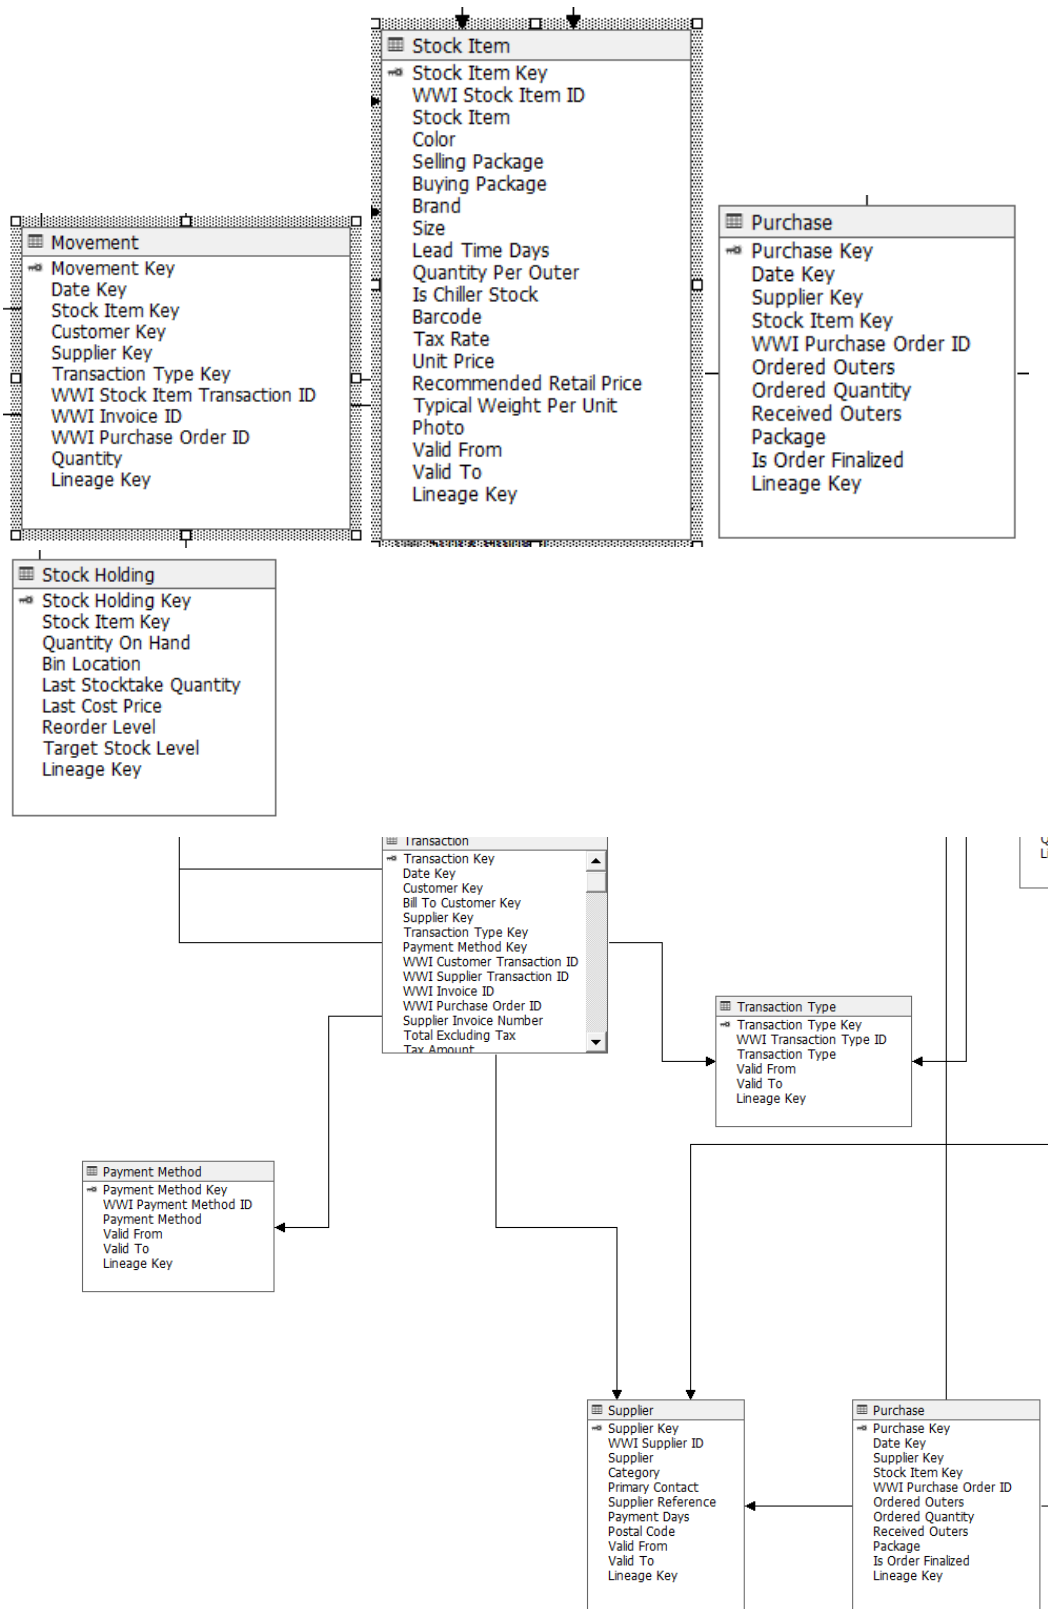 Stock Item
Stock Item Key
WWI Stock Item ID
Stock Item
Color
Selling Package
Buying Package
Brand
Size
Lead Time Days
Quantity Per Outer
Is Chiller Stock
Barcode
Tax Rate
Unit Price
Recommended Retail Price
Typical Weight Per Unit
Photo
Valid From
Valid To
Lineage Key
Movement
Movement Key
Date Key
Stock Item Key
Customer Key
Supplier Key
Transaction Type Key
WWI Stock Item Transaction ID
WWI Invoice ID
WWI Purchase Order ID
Quantity
Lineage Key
Purchase
Purchase Key
Date Key
Supplier Key
Stock Item Key
WWI Purchase Order ID
Ordered Outers
Ordered Quantity
Received Outers
Package
Is Order Finalized
Lineage Key
Stock Holding
Stock Holding Key
Stock Item Key
Quantity On Hand
Bin Location
Last Stocktake Quantity
Last Cost Price
Reorder Level
Target Stock Level
Lineage Key
Transaction
Transaction Key
Date Key
Customer Key
Bill To Customer Key
Supplier Key
Transaction Type Key
Payment Method Key
WWI Customer Transaction ID
WWI Supplier Transaction ID
WWI Invoice ID
WWI Purchase Order ID
Supplier Invoice Number
Total Excluding Tax
Tax Amount
Transaction Type
Transaction Type Key
WWI Transaction Type ID
Transaction Type
Valid From
Valid To
Lineage Key
Payment Method
Payment Method Key
WWI Payment Method ID
Payment Method
Valid From
Valid To
Lineage Key
Supplier
Supplier Key
WWI Supplier ID
Supplier
Category
Primary Contact
Supplier Reference
Payment Days
Postal Code
Valid From
Valid To
Lineage Key
Purchase
Purchase Key
Date Key
Supplier Key
Stock Item Key
WWI Purchase Order ID
Ordered Outers
Ordered Quantity
Received Outers
Package
Is Order Finalized
Lineage Key